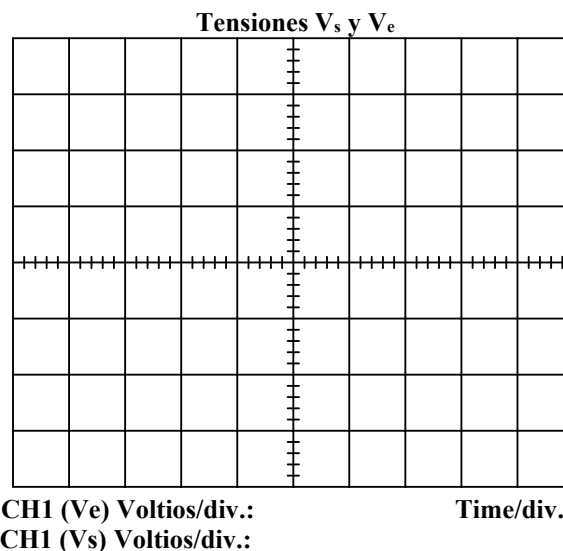 Tensiones Vs y Ve
CH1 (Ve) Voltios/div.: Time/div.
CH1 (Vs) Voltios/div.: